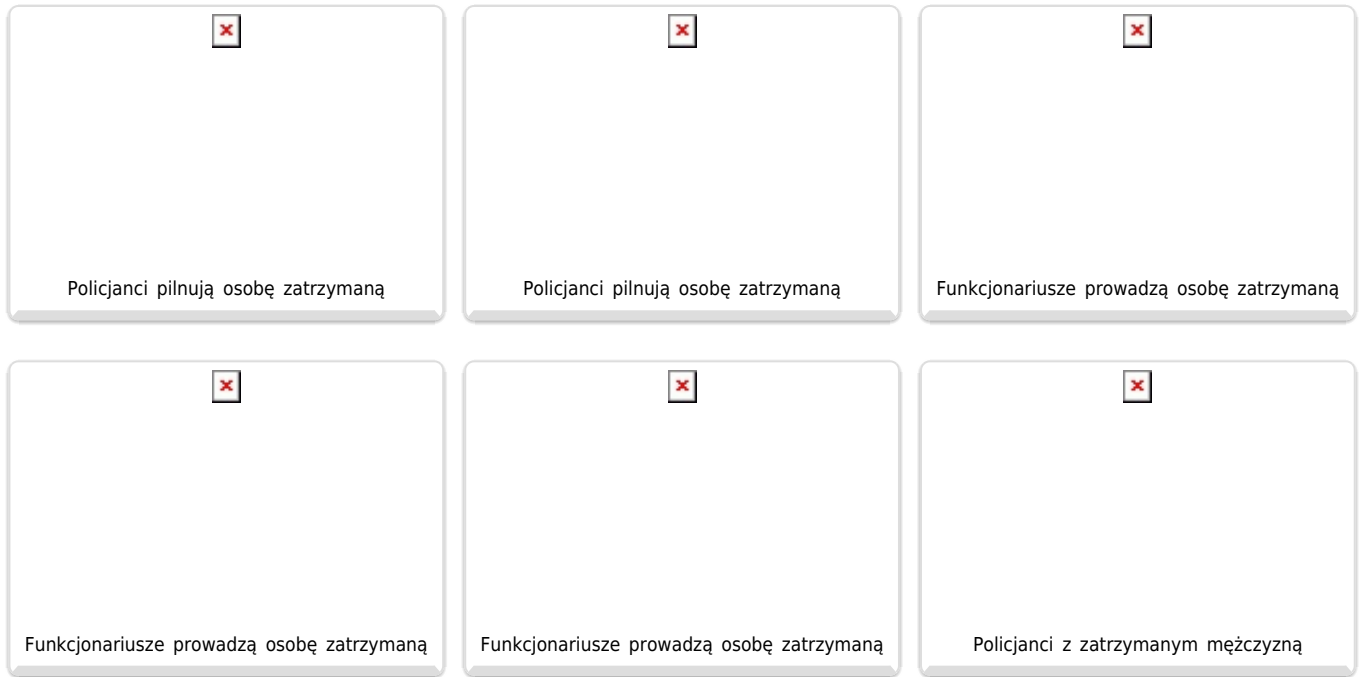 Policjanci pilnują osobę zatrzymaną
Policjanci pilnują osobę zatrzymaną
Funkcjonariusze prowadzą osobę zatrzymaną
Funkcjonariusze prowadzą osobę zatrzymaną
Funkcjonariusze prowadzą osobę zatrzymaną
Policjanci z zatrzymanym mężczyzną